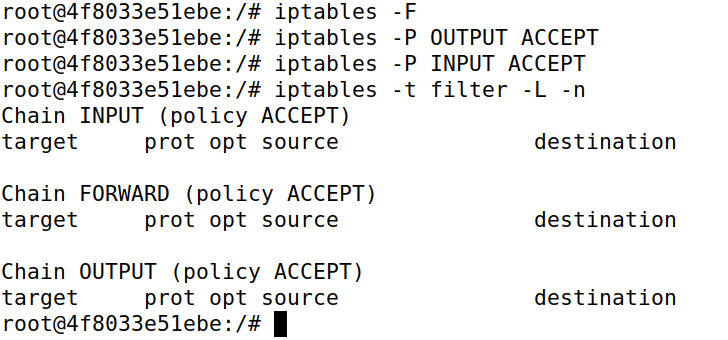 root@4f8033e51ebe:/# iptables -F
root@4f8033e51ebe:/# iptables -P OUTPUT ACCEPT
root@4f8033e51ebe:/# iptables -P INPUT ACCEPT
root@4f8033e51ebe:/# iptables -t filter -L -n
Chain INPUT (policy ACCEPT)
target     prot opt source               destination

Chain FORWARD (policy ACCEPT)
target     prot opt source               destination

Chain OUTPUT (policy ACCEPT)
target     prot opt source               destination
root@4f8033e51ebe:/#